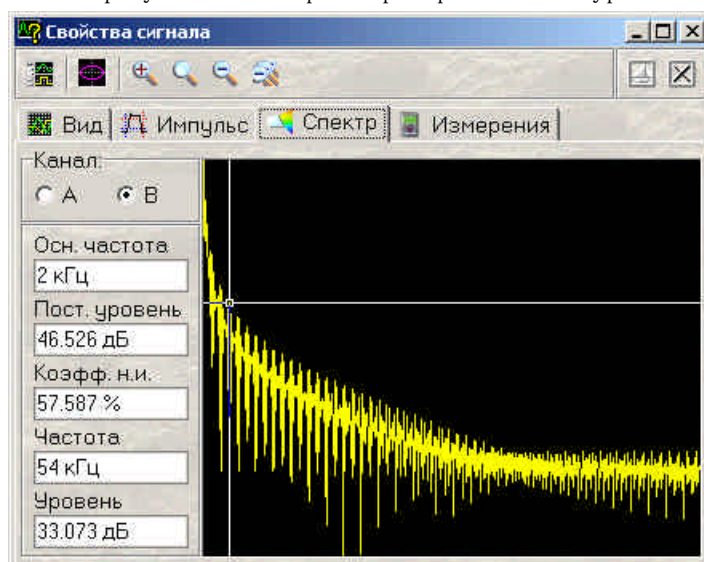 Свойства сигнала
Вид Импульс Спектр Измерения
Канал:
А В
Осн. частота
2 кГц
Пост. уровень
46.526 дБ
Коэфф. н.и.
57.587 %
Частота
54 кГц
Уровень
33.073 дБ